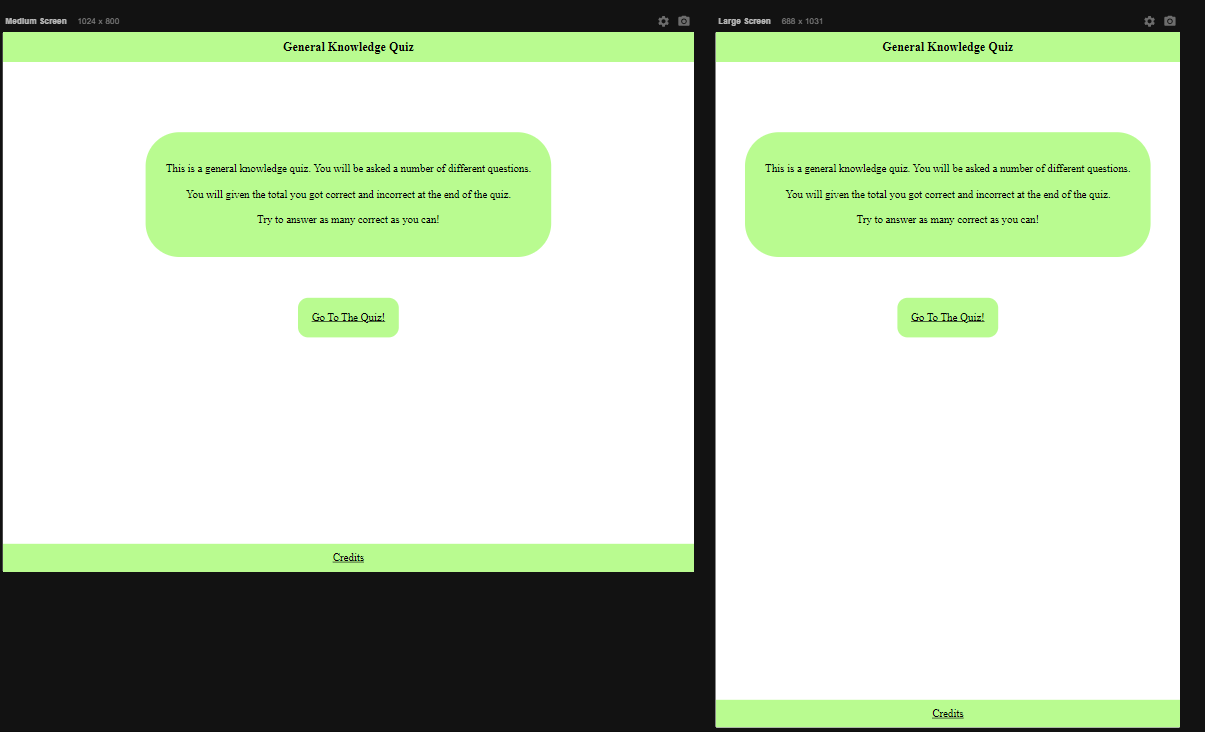 Medium Screen 1024 x 800
General Knowledge Quiz
This is a general knowledge quiz. You will be asked a number of different questions.
You will given the total you got correct and incorrect at the end of the quiz.
Try to answer as many correct as you can!
Go To The Quiz!
Credits
Large Screen 688 x 1031
General Knowledge Quiz
This is a general knowledge quiz. You will be asked a number of different questions.
You will given the total you got correct and incorrect at the end of the quiz.
Try to answer as many correct as you can!
Go To The Quiz!
Credits